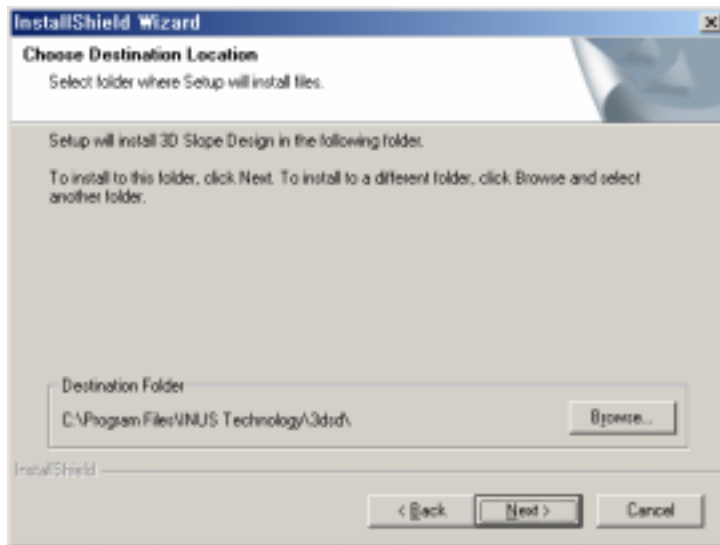 InstallShield Wizard
Choose Destination Location
Select folder where Setup will install files.
Setup will install 3D Slope Design in the following folder.
To install to this folder, click Next. To install to a different folder, click Browse and select
another folder.
Destination Folder
C:\Program Files\INUS Technology\3dsd\
Browse...
InstallShield
< Back
Next >
Cancel